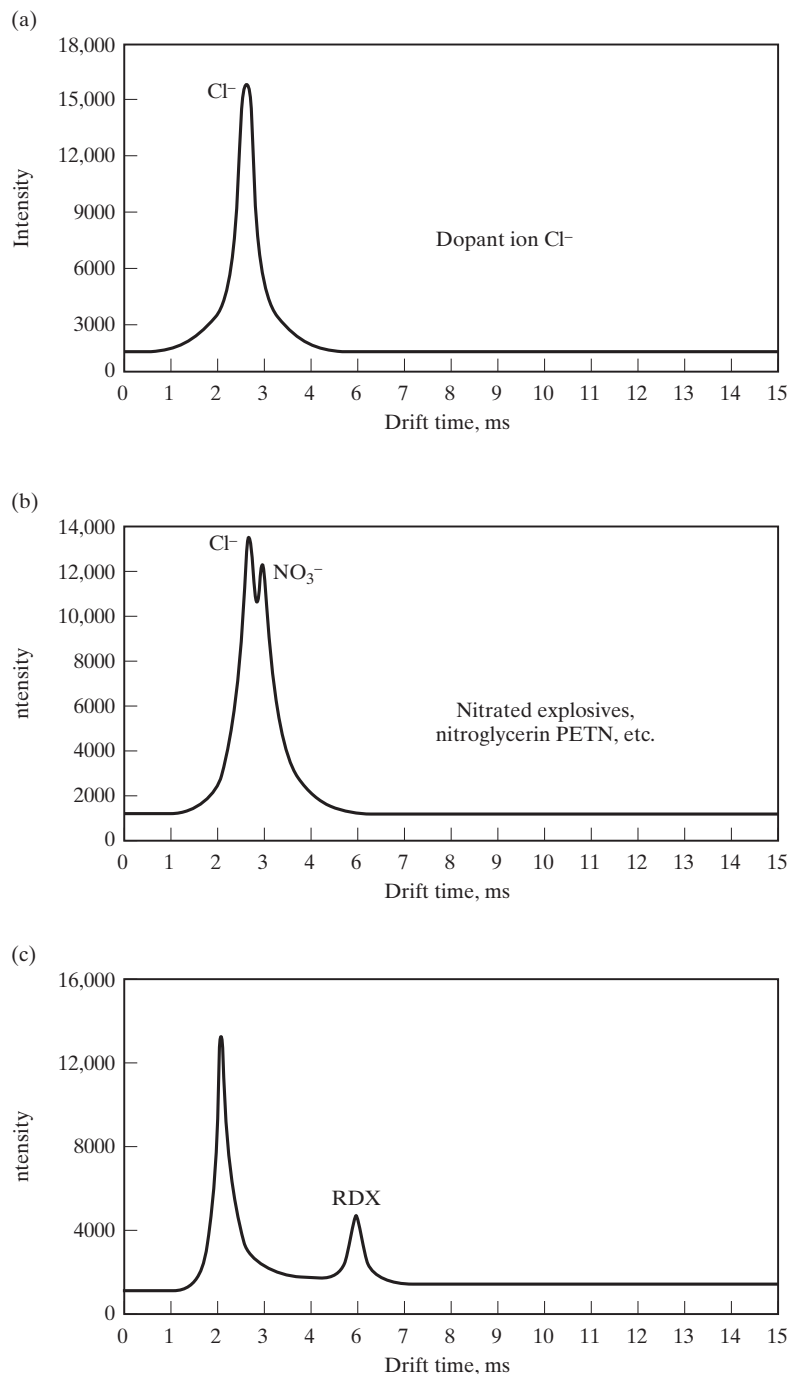 (a)
18,000
15,000
12,000
9000
6000
3000
0
Intensity
Cl⁻
Dopant ion Cl⁻
0 1 2 3 4 5 6 7 8 9 10 11 12 13 14 15
Drift time, ms
(b)
14,000
12,000
10,000
8000
6000
4000
2000
0
ntensity
Cl⁻
NO₃⁻
Nitrated explosives,
nitroglycerin PETN, etc.
0 1 2 3 4 5 6 7 8 9 10 11 12 13 14 15
Drift time, ms
(c)
16,000
12,000
8000
4000
0
ntensity
RDX
0 1 2 3 4 5 6 7 8 9 10 11 12 13 14 15
Drift time, ms